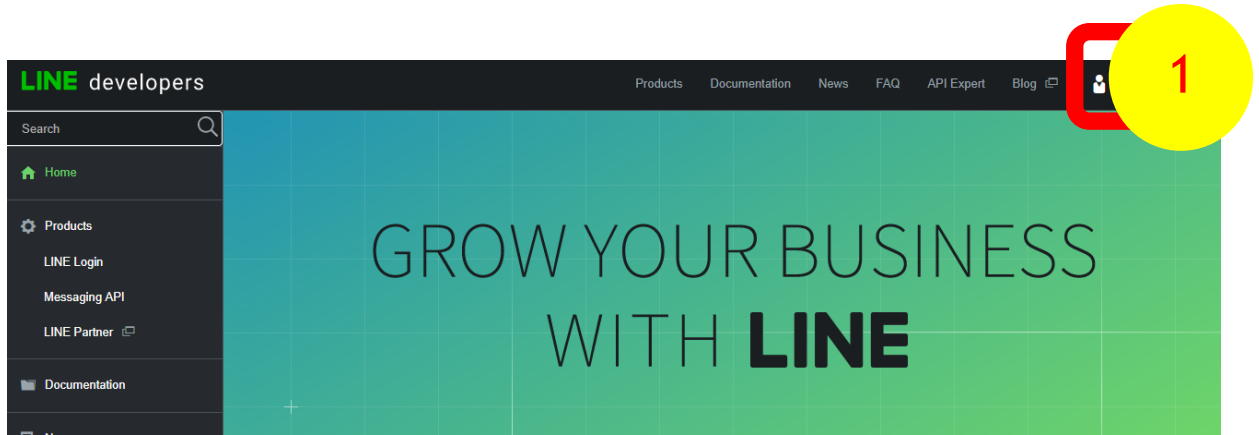 LINE developers
Products Documentation News FAQ API Expert Blog
1
Search
Home
Products
LINE Login
Messaging API
LINE Partner
Documentation
GROW YOUR BUSINESS
WITH LINE